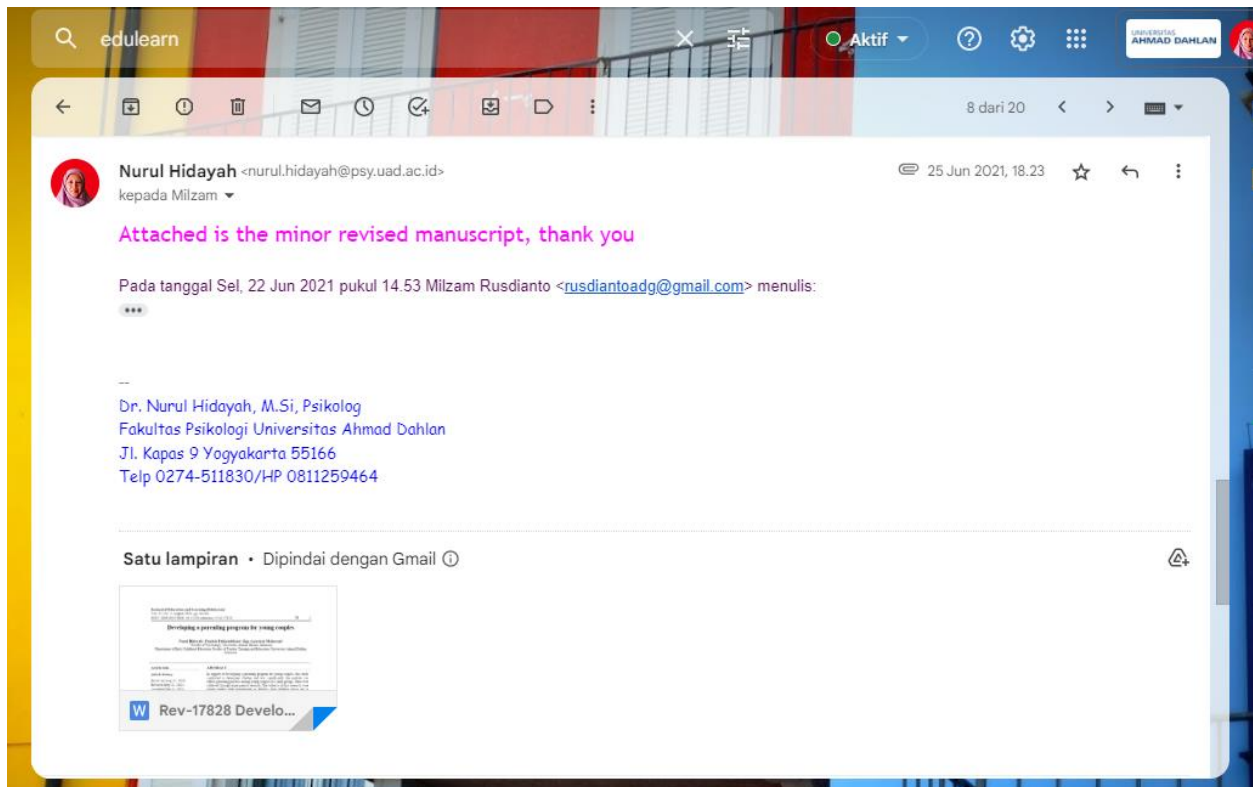 edulearn
Aktif
UNIVERSITAS
AHMAD DAHLAN
8 dari 20
Nurul Hidayah <nurul.hidayah@psy.uad.ac.id>
25 Jun 2021, 18.23
kepada Milzam
Attached is the minor revised manuscript, thank you
Pada tanggal Sel, 22 Jun 2021 pukul 14.53 Milzam Rusdianto <rusdiantoadg@gmail.com> menulis:
--
Dr. Nurul Hidayah, M.Si, Psikolog
Fakultas Psikologi Universitas Ahmad Dahlan
Jl. Kapas 9 Yogyakarta 55166
Telp 0274-511830/HP 0811259464
Satu lampiran • Dipindai dengan Gmail
Developing a parenting program for young couples
ABSTRACT
W Rev-17828 Develo...